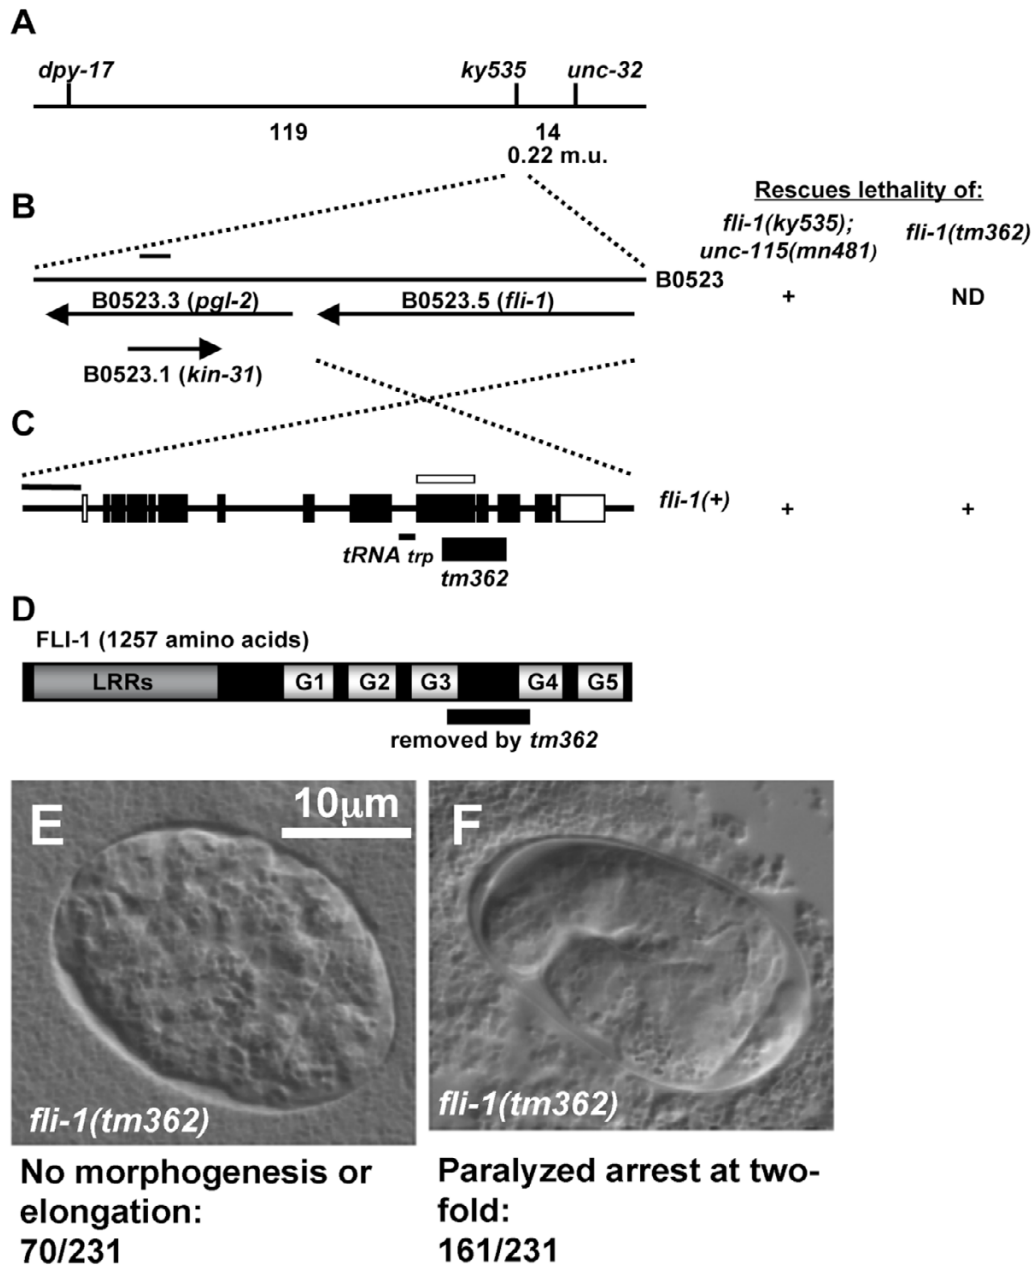 A
dpy-17 ky535 unc-32
119 14
0.22 m.u.
Rescues lethality of:
B
fli-1(ky535);
unc-115(mn481)
fli-1(tm362)
B0523
B0523.3 (pgl-2) B0523.5 (fli-1)
+ ND
B0523.1 (kin-31)
C
fli-1(+) + +
tRNA trp
tm362
D
FLI-1 (1257 amino acids)
LRRs G1 G2 G3 G4 G5
removed by tm362
E
10μm
fli-1(tm362)
F
fli-1(tm362)
No morphogenesis or
elongation:
70/231
Paralyzed arrest at two-
fold:
161/231